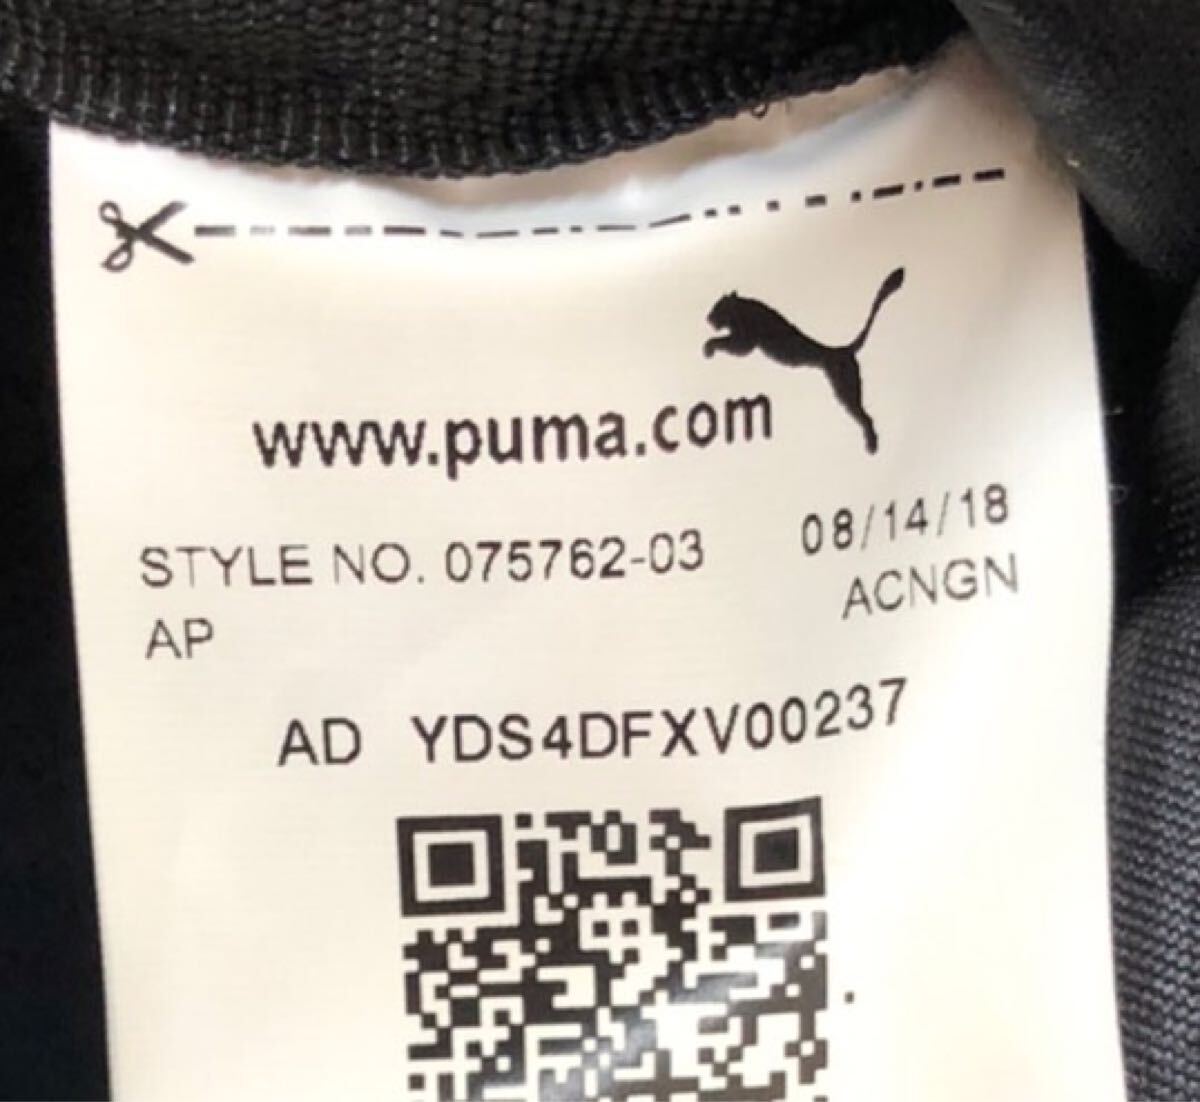 www.puma.com
STYLE NO. 075762-03 08/14/18
AP ACNGN
AD YDS4DFXV00237